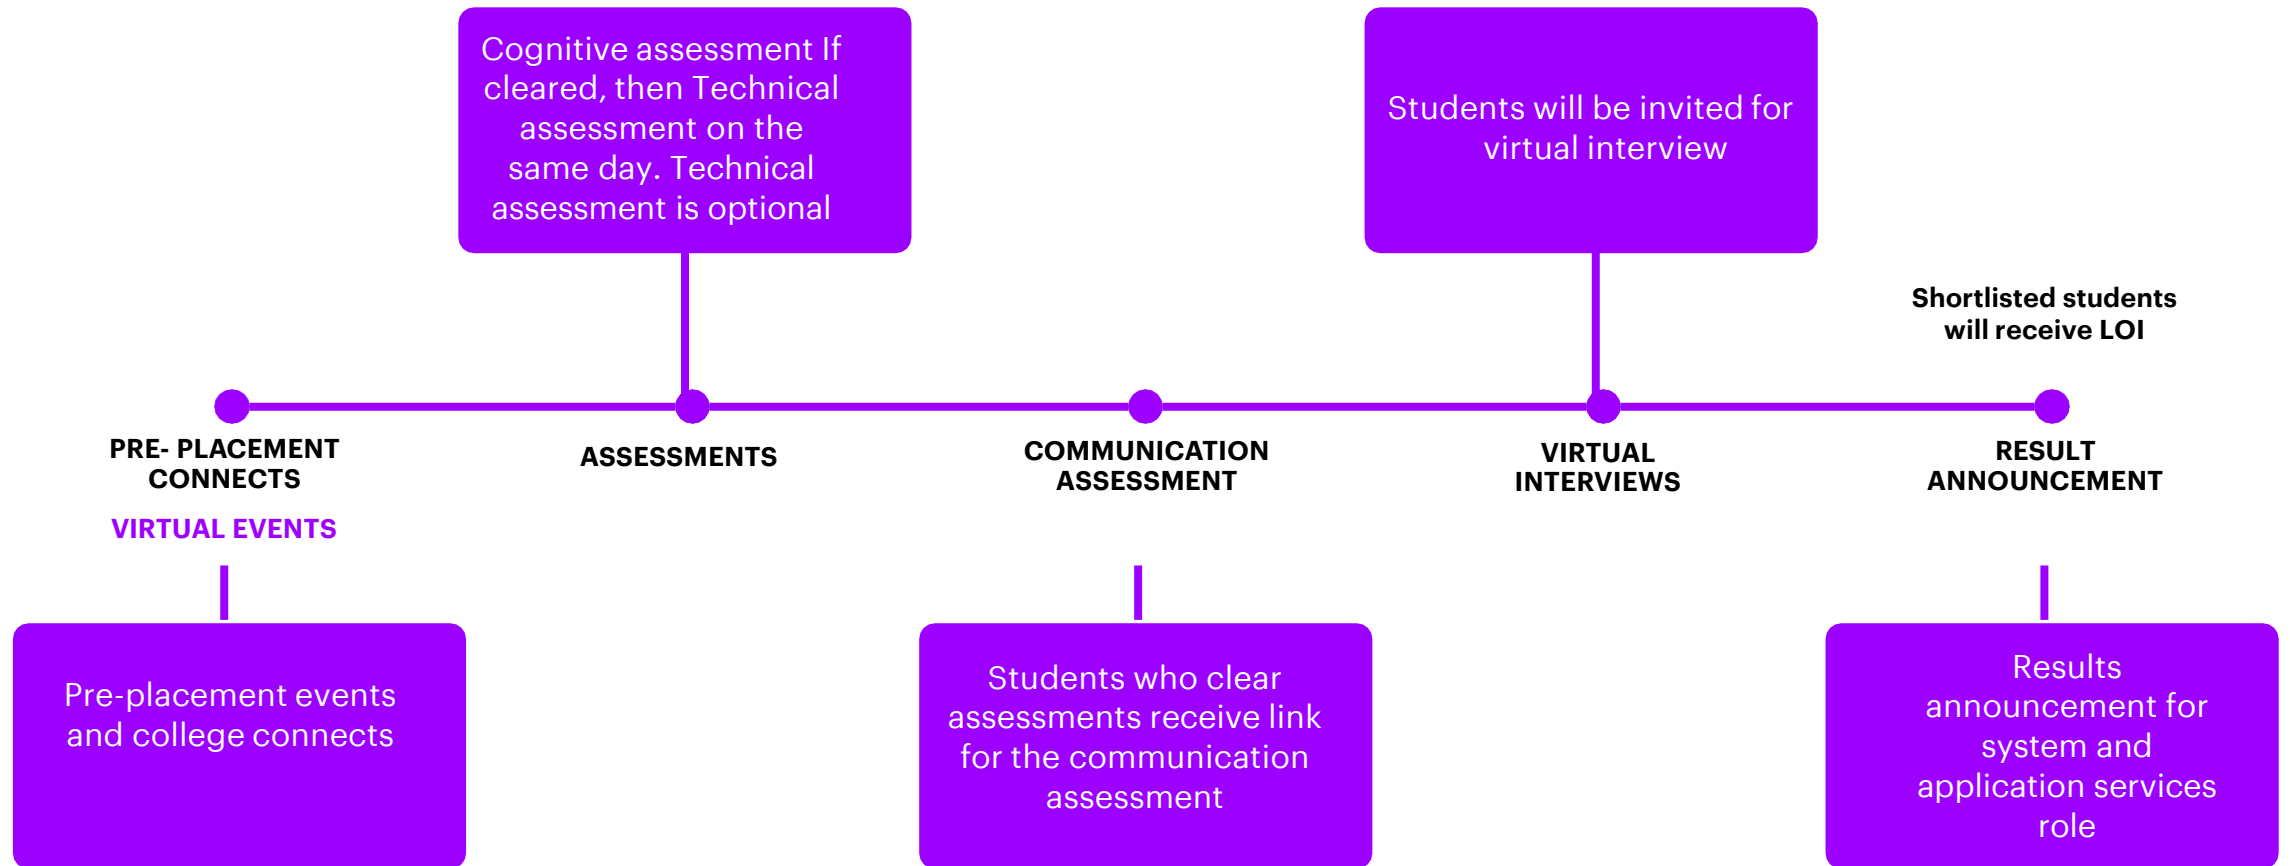 Cognitive assessment If
cleared, then Technical
assessment on the
same day. Technical
assessment is optional
Students will be invited for
virtual interview
Shortlisted students
will receive LOI
PRE- PLACEMENT
CONNECTS
VIRTUAL EVENTS
ASSESSMENTS
COMMUNICATION
ASSESSMENT
VIRTUAL
INTERVIEWS
RESULT
ANNOUNCEMENT
Pre-placement events
and college connects
Students who clear
assessments receive link
for the communication
assessment
Results
announcement for
system and
application services
role